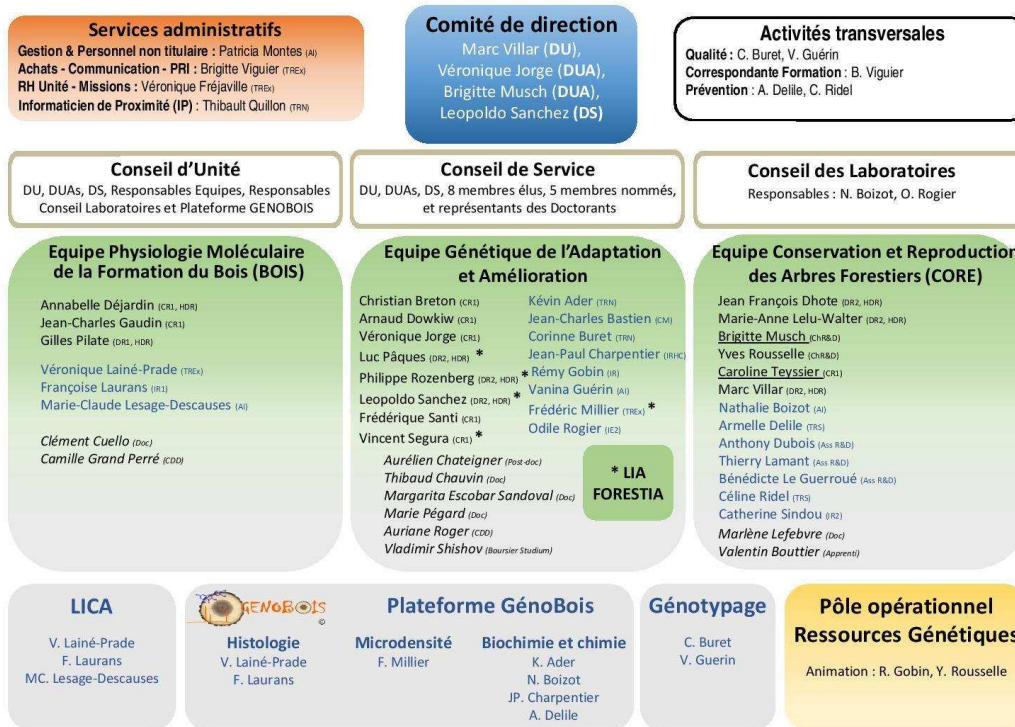 Services administratifs
Gestion & Personnel non titulaire : Patricia Montes (AI)
Achats - Communication - PRI : Brigitte Viguier (TREx)
RH Unité - Missions : Véronique Fréjaville (TREx)
Informaticien de Proximité (IP) : Thibault Quillon (TRN)
Comité de direction
Marc Villar (DU),
Véronique Jorge (DUA),
Brigitte Musch (DUA),
Leopoldo Sanchez (DS)
Activités transversales
Qualité : C. Buret, V. Guérin
Correspondante Formation : B. Viguier
Prévention : A. Delile, C. Ridel
Conseil d'Unité
DU, DUAs, DS, Responsables Equipes, Responsables
Conseil Laboratoires et Plateforme GENOBOIS
Conseil de Service
DU, DUAs, DS, 8 membres élus, 5 membres nommés,
et représentants des Doctorants
Conseil des Laboratoires
Responsables : N. Boizot, O. Rogier
Equipe Physiologie Moléculaire
de la Formation du Bois (BOIS)
Annabelle Déjardin (CR1, HDR)
Jean-Charles Gaudin (CR1)
Gilles Pilate (DR1, HDR)
Véronique Lainé-Prade (TREx)
Françoise Laurans (IR1)
Marie-Claude Lesage-Descauses (AI)
Clément Cuello (Doc)
Camille Grand Perré (CDD)
Equipe Génétique de l'Adaptation
et Amélioration
Christian Breton (CR1)
Arnaud Dowkiw (CR1)
Véronique Jorge (CR1)
Luc Pâques (DR2, HDR) *
Philippe Rozenberg (DR2, HDR) *
Leopoldo Sanchez (DR2, HDR) *
Frédérique Santi (CR1)
Vincent Segura (CR1) *
Kévin Ader (TRN)
Jean-Charles Bastien (CM)
Corinne Buret (TRN)
Jean-Paul Charpentier (IRHC)
Rémy Gobin (IR)
Vanina Guérin (AI)
Frédéric Millier (TREx) *
Odile Rogier (IE2)
Aurélien Chateigner (Post-doc)
Thibaud Chauvin (Doc)
Margarita Escobar Sandoval (Doc)
Marie Pégard (Doc)
Auriane Roger (CDD)
Vladimir Shishov (Boursier Studium)
* LIA
FORESTIA
Equipe Conservation et Reproduction
des Arbres Forestiers (CORE)
Jean François Dhote (DR2, HDR)
Marie-Anne Lelu-Walter (DR2, HDR)
Brigitte Musch (ChR&D)
Yves Rousselle (ChR&D)
Caroline Teyssier (CR1)
Marc Villar (DR2, HDR)
Nathalie Boizot (AI)
Armelle Delile (TRS)
Anthony Dubois (Ass R&D)
Thierry Lamant (Ass R&D)
Bénédicte Le Guerroué (Ass R&D)
Céline Ridel (TRS)
Catherine Sindou (IR2)
Marlène Lefebvre (Doc)
Valentin Bouttier (Apprenti)
LICA
V. Lainé-Prade
F. Laurans
MC. Lesage-Descauses
GENOBOIS
©
Plateforme GénoBois
Histologie
V. Lainé-Prade
F. Laurans
Microdensité
F. Millier
Biochimie et chimie
K. Ader
N. Boizot
JP. Charpentier
A. Delile
Génotypage
C. Buret
V. Guerin
Pôle opérationnel
Ressources Génétiques
Animation : R. Gobin, Y. Rousselle